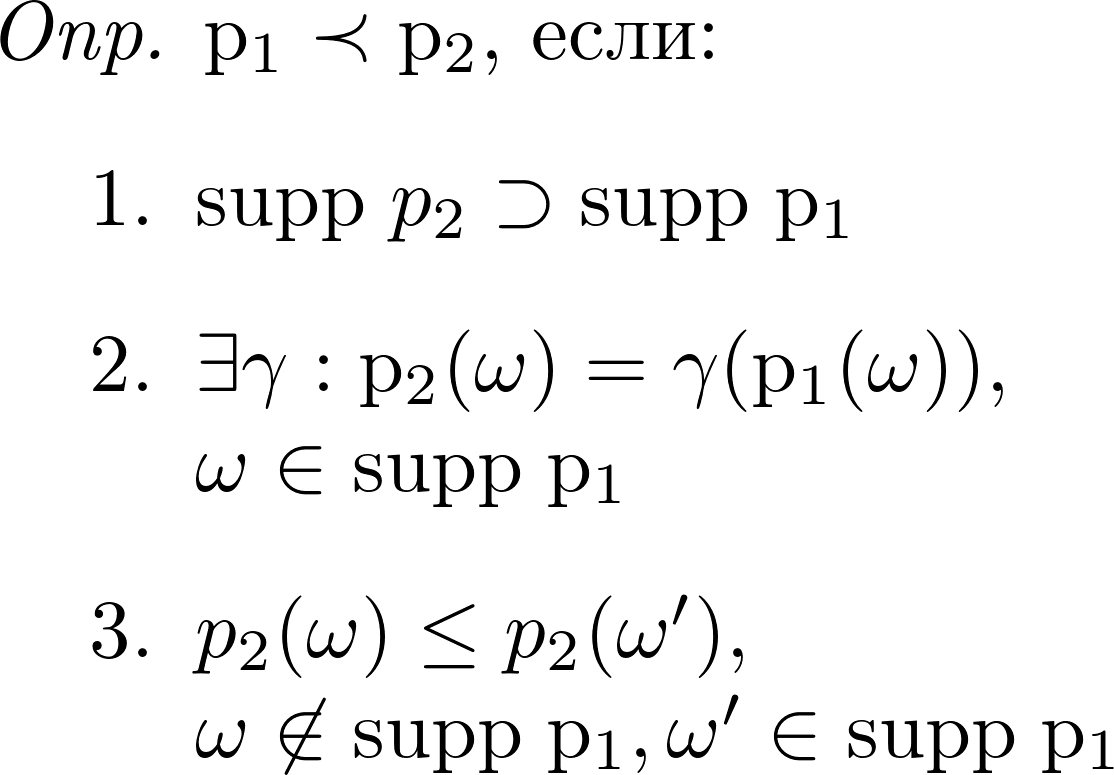 Опр. p₁ ≺ p₂, если:
1. supp p₂ ⊃ supp p₁
2. ∃γ : p₂(ω) = γ(p₁(ω)),
ω ∈ supp p₁
3. p₂(ω) ≤ p₂(ω′),
ω ∉ supp p₁, ω′ ∈ supp p₁